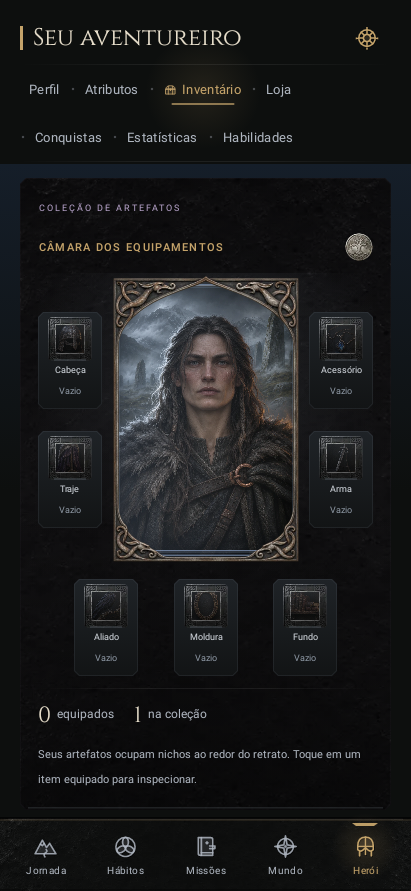 Seu aventureiro
Perfil · Atributos · Inventário · Loja
· Conquistas · Estatísticas · Habilidades
COLEÇÃO DE ARTEFATOS
CÂMARA DOS EQUIPAMENTOS
Cabeça
Vazio
Acessório
Vazio
Traje
Vazio
Arma
Vazio
Aliado
Vazio
Moldura
Vazio
Fundo
Vazio
0 equipados 1 na coleção
Seus artefatos ocupam nichos ao redor do retrato. Toque em um
item equipado para inspecionar.
Jornada Hábitos Missões Mundo Herói